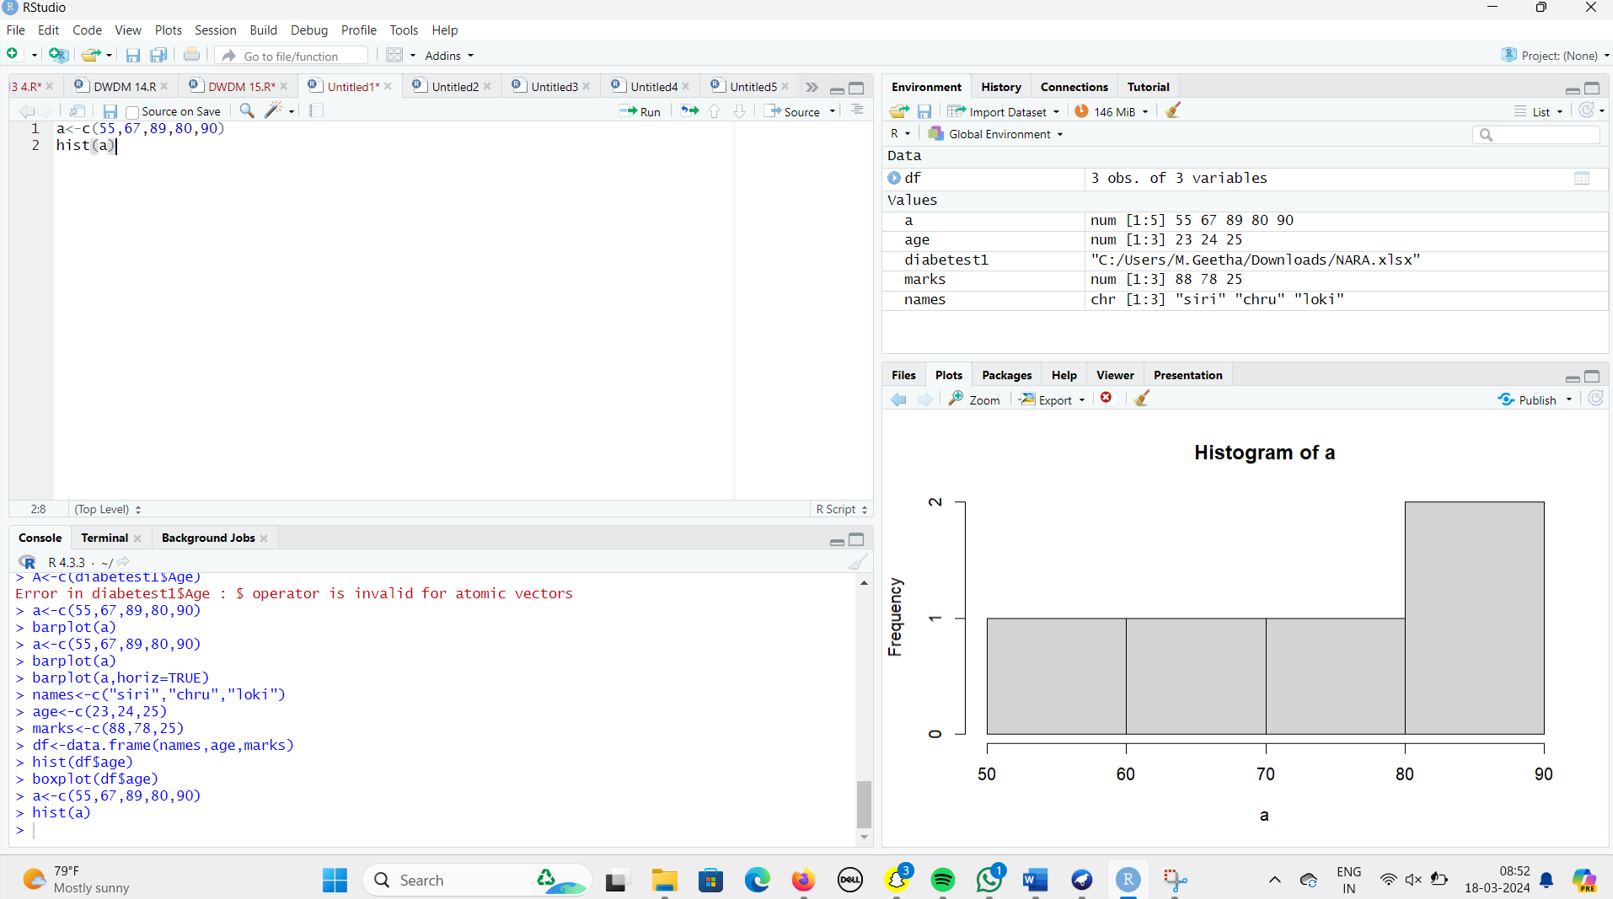 RStudio
File Edit Code View Plots Session Build Debug Profile Tools Help
Go to file/function Addins Project: (None)
13 4.R* DWDM 14.R DWDM 15.R* Untitled1* Untitled2 Untitled3 Untitled4 Untitled5
Source on Save Run Source
1 a<-c(55,67,89,80,90)
2 hist(a)
2:8 (Top Level) R Script
Console Terminal Background Jobs
R 4.3.3 · ~/
> A<-c(diabetest1$Age)
Error in diabetest1$Age : $ operator is invalid for atomic vectors
> a<-c(55,67,89,80,90)
> barplot(a)
> a<-c(55,67,89,80,90)
> barplot(a)
> barplot(a,horiz=TRUE)
> names<-c("siri","chru","loki")
> age<-c(23,24,25)
> marks<-c(88,78,25)
> df<-data.frame(names,age,marks)
> hist(df$age)
> boxplot(df$age)
> a<-c(55,67,89,80,90)
> hist(a)
>
Environment History Connections Tutorial
Import Dataset 146 MiB List
R Global Environment
Data
df 3 obs. of 3 variables
Values
a num [1:5] 55 67 89 80 90
age num [1:3] 23 24 25
diabetest1 "C:/Users/M.Geetha/Downloads/NARA.xlsx"
marks num [1:3] 88 78 25
names chr [1:3] "siri" "chru" "loki"
Files Plots Packages Help Viewer Presentation
Zoom Export Publish
Histogram of a
Frequency
2
1
0
50 60 70 80 90
a
79°F
Mostly sunny
Search
DELL
3
1
ENG
IN
08:52
18-03-2024
PRE